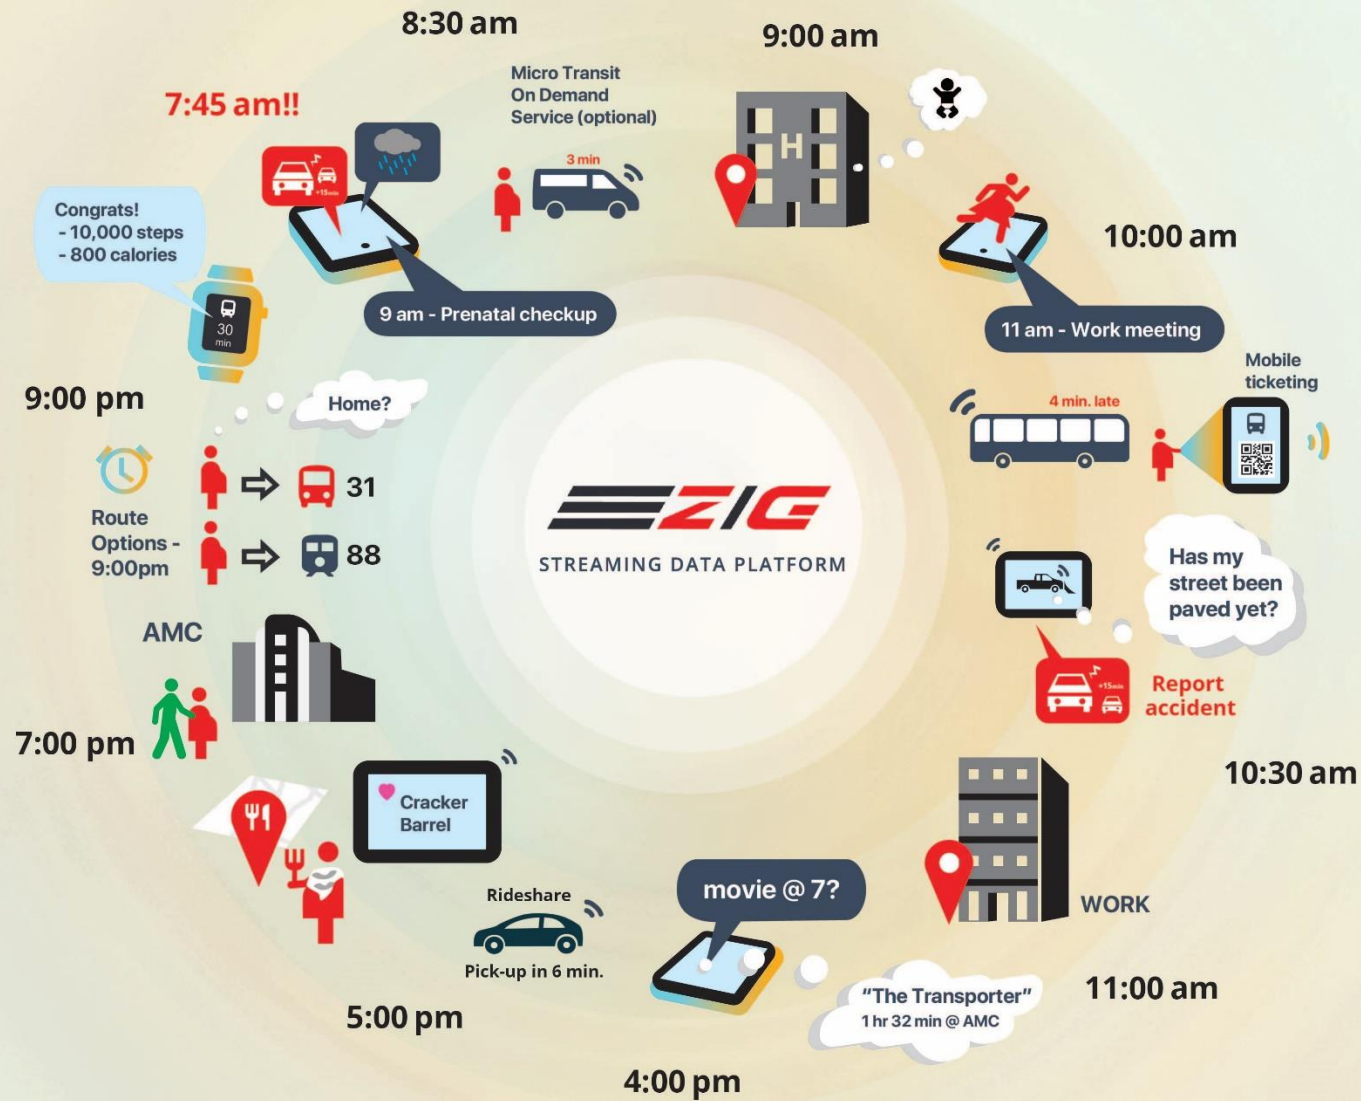 8:30 am
9:00 am
7:45 am!!
Micro Transit
On Demand
Service (optional)
3 min
+15min
H
Congrats!
- 10,000 steps
- 800 calories
30
min
9 am - Prenatal checkup
10:00 am
11 am - Work meeting
Mobile
ticketing
4 min. late
9:00 pm
Home?
31
Route
Options -
9:00pm
88
ZIG
STREAMING DATA PLATFORM
Has my
street been
paved yet?
+15min
Report
accident
AMC
7:00 pm
10:30 am
Cracker
Barrel
WORK
movie @ 7?
Rideshare
Pick-up in 6 min.
"The Transporter"
1 hr 32 min @ AMC
11:00 am
5:00 pm
4:00 pm